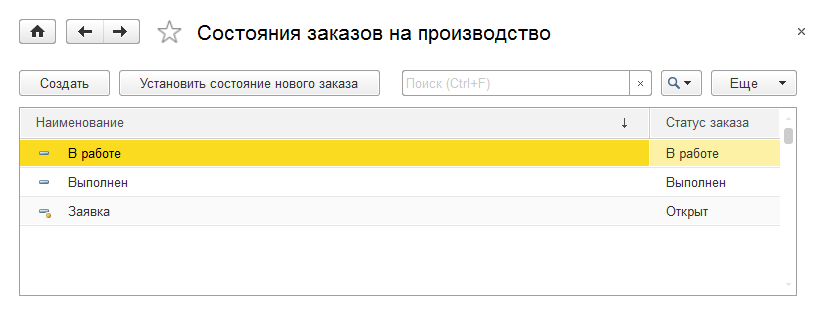 Состояния заказов на производство
Создать Установить состояние нового заказа Поиск (Ctrl+F) × Еще
Наименование ↓ Статус заказа
В работе В работе
Выполнен Выполнен
Заявка Открыт